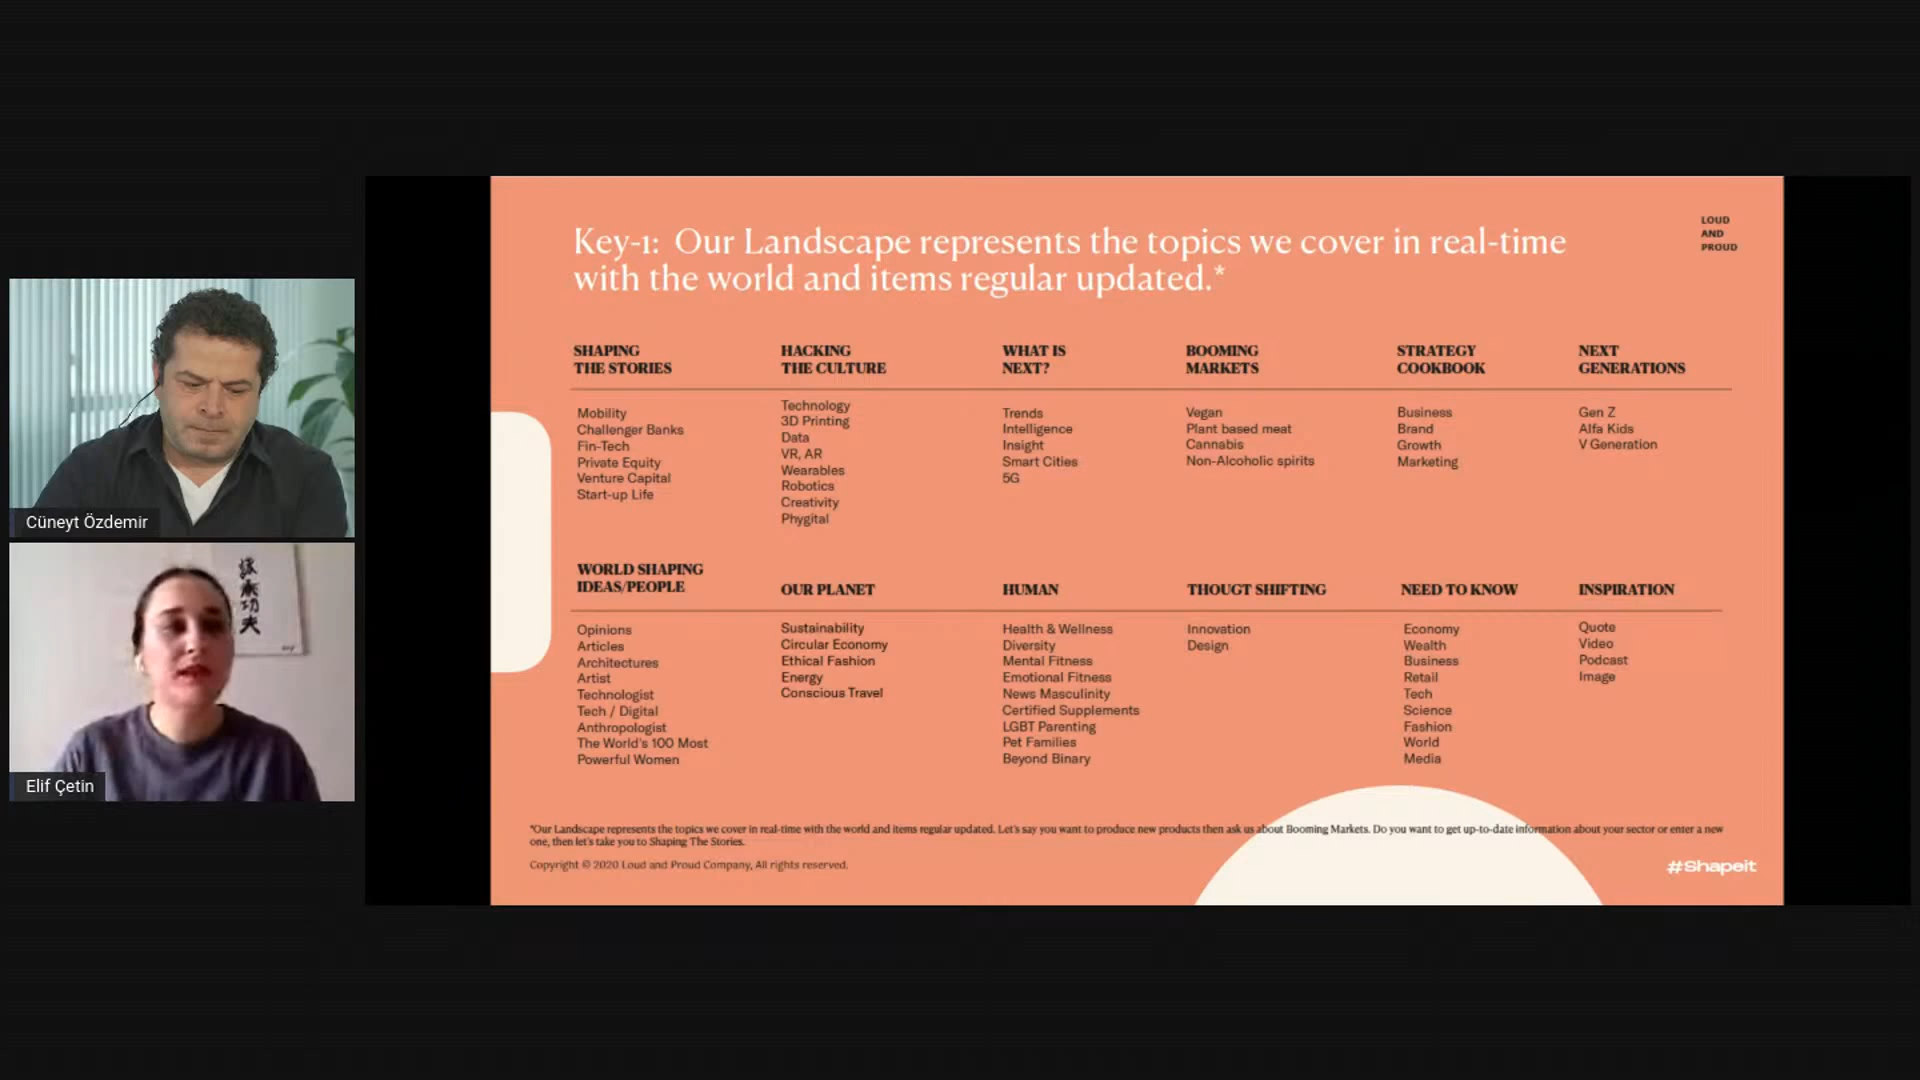 Key-1: Our Landscape represents the topics we cover in real-time
with the world and items regular updated.*
LOUD
AND
PROUD
SHAPING
THE STORIES
Mobility
Challenger Banks
Fin-Tech
Private Equity
Venture Capital
Start-up Life
HACKING
THE CULTURE
Technology
3D Printing
Data
VR, AR
Wearables
Robotics
Creativity
Phygital
WHAT IS
NEXT?
Trends
Intelligence
Insight
Smart Cities
5G
BOOMING
MARKETS
Vegan
Plant based meat
Cannabis
Non-Alcoholic spirits
STRATEGY
COOKBOOK
Business
Brand
Growth
Marketing
NEXT
GENERATIONS
Gen Z
Alfa Kids
V Generation
WORLD SHAPING
IDEAS/PEOPLE
Opinions
Articles
Architectures
Artist
Technologist
Tech / Digital
Anthropologist
The World's 100 Most
Powerful Women
OUR PLANET
Sustainability
Circular Economy
Ethical Fashion
Energy
Conscious Travel
HUMAN
Health & Wellness
Diversity
Mental Fitness
Emotional Fitness
News Masculinity
Certified Supplements
LGBT Parenting
Pet Families
Beyond Binary
THOUGT SHIFTING
Innovation
Design
NEED TO KNOW
Economy
Wealth
Business
Retail
Tech
Science
Fashion
World
Media
INSPIRATION
Quote
Video
Podcast
Image
*Our Landscape represents the topics we cover in real-time with the world and items regular updated. Let's say you want to produce new products then ask us about Booming Markets. Do you want to get up-to-date information about your sector or enter a new
one, then let's take you to Shaping The Stories.
Copyright © 2020 Loud and Proud Company, All rights reserved.
#Shapeit
Cüneyt Özdemir
Elif Çetin